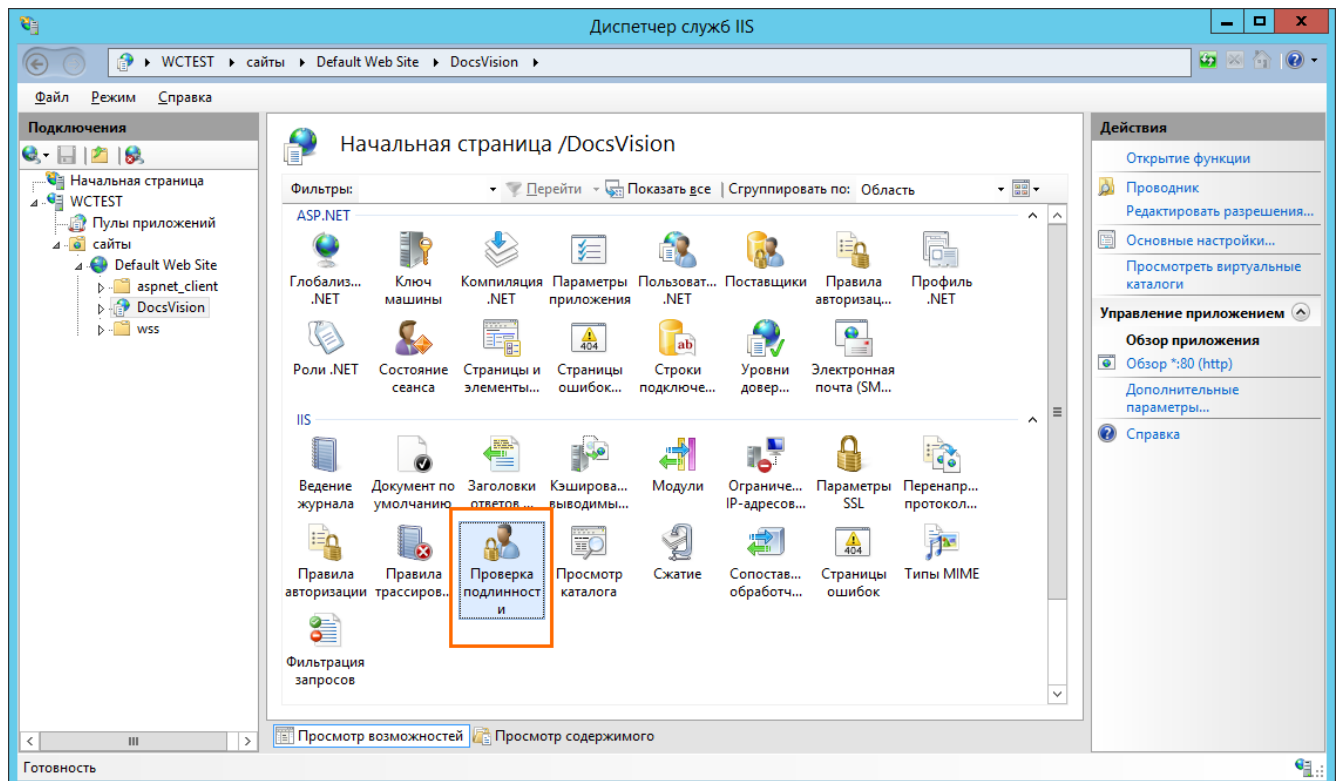 Диспетчер служб IIS
WCTEST сайты Default Web Site DocsVision
Файл Режим Справка
Подключения
Начальная страница
WCTEST
Пулы приложений
сайты
Default Web Site
aspnet_client
DocsVision
wss
Начальная страница /DocsVision
Фильтры: Перейти Показать все Сгруппировать по: Область
ASP.NET
Глобализ... Ключ Компиляция Параметры Пользоват... Поставщики Правила Профиль
.NET машины .NET приложения .NET авторизац... .NET
Роли .NET Состояние Страницы и Страницы Строки Уровни Электронная
сеанса элементы... ошибок... подключе... довер... почта (SM...
IIS
Ведение Документ по Заголовки Кэширова... Модули Ограниче... Параметры Перенапр...
журнала умолчанию ответов ... выводимы... IP-адресов... SSL протокол...
Правила Правила Проверка Просмотр Сжатие Сопостав... Страницы Типы MIME
авторизации трассиров... подлинност каталога обработч... ошибок
и
Фильтрация
запросов
Просмотр возможностей Просмотр содержимого
Действия
Открытие функции
Проводник
Редактировать разрешения...
Основные настройки...
Просмотреть виртуальные
каталоги
Управление приложением
Обзор приложения
Обзор *:80 (http)
Дополнительные
параметры...
Справка
Готовность